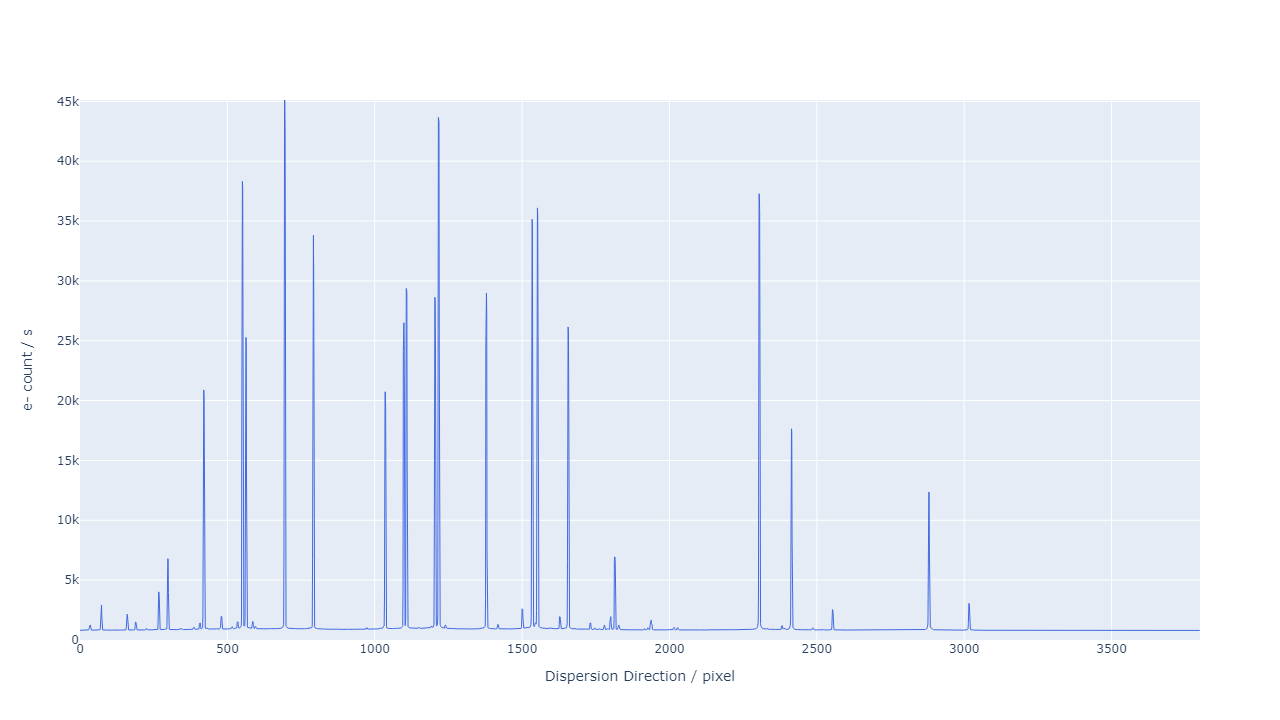 45k
40k
35k
30k
25k
20k
15k
10k
5k
0
0 500 1000 1500 2000 2500 3000 3500
Dispersion Direction / pixel
e- count / s